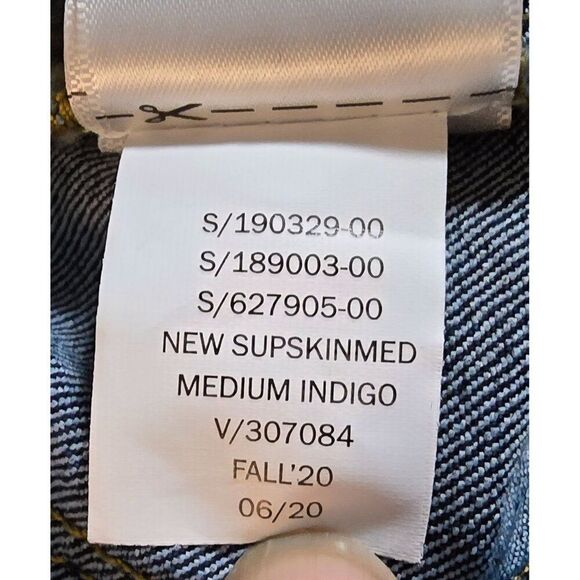 S/190329-00
S/189003-00
S/627905-00
NEW SUPSKINMED
MEDIUM INDIGO
V/307084
FALL'20
06/20